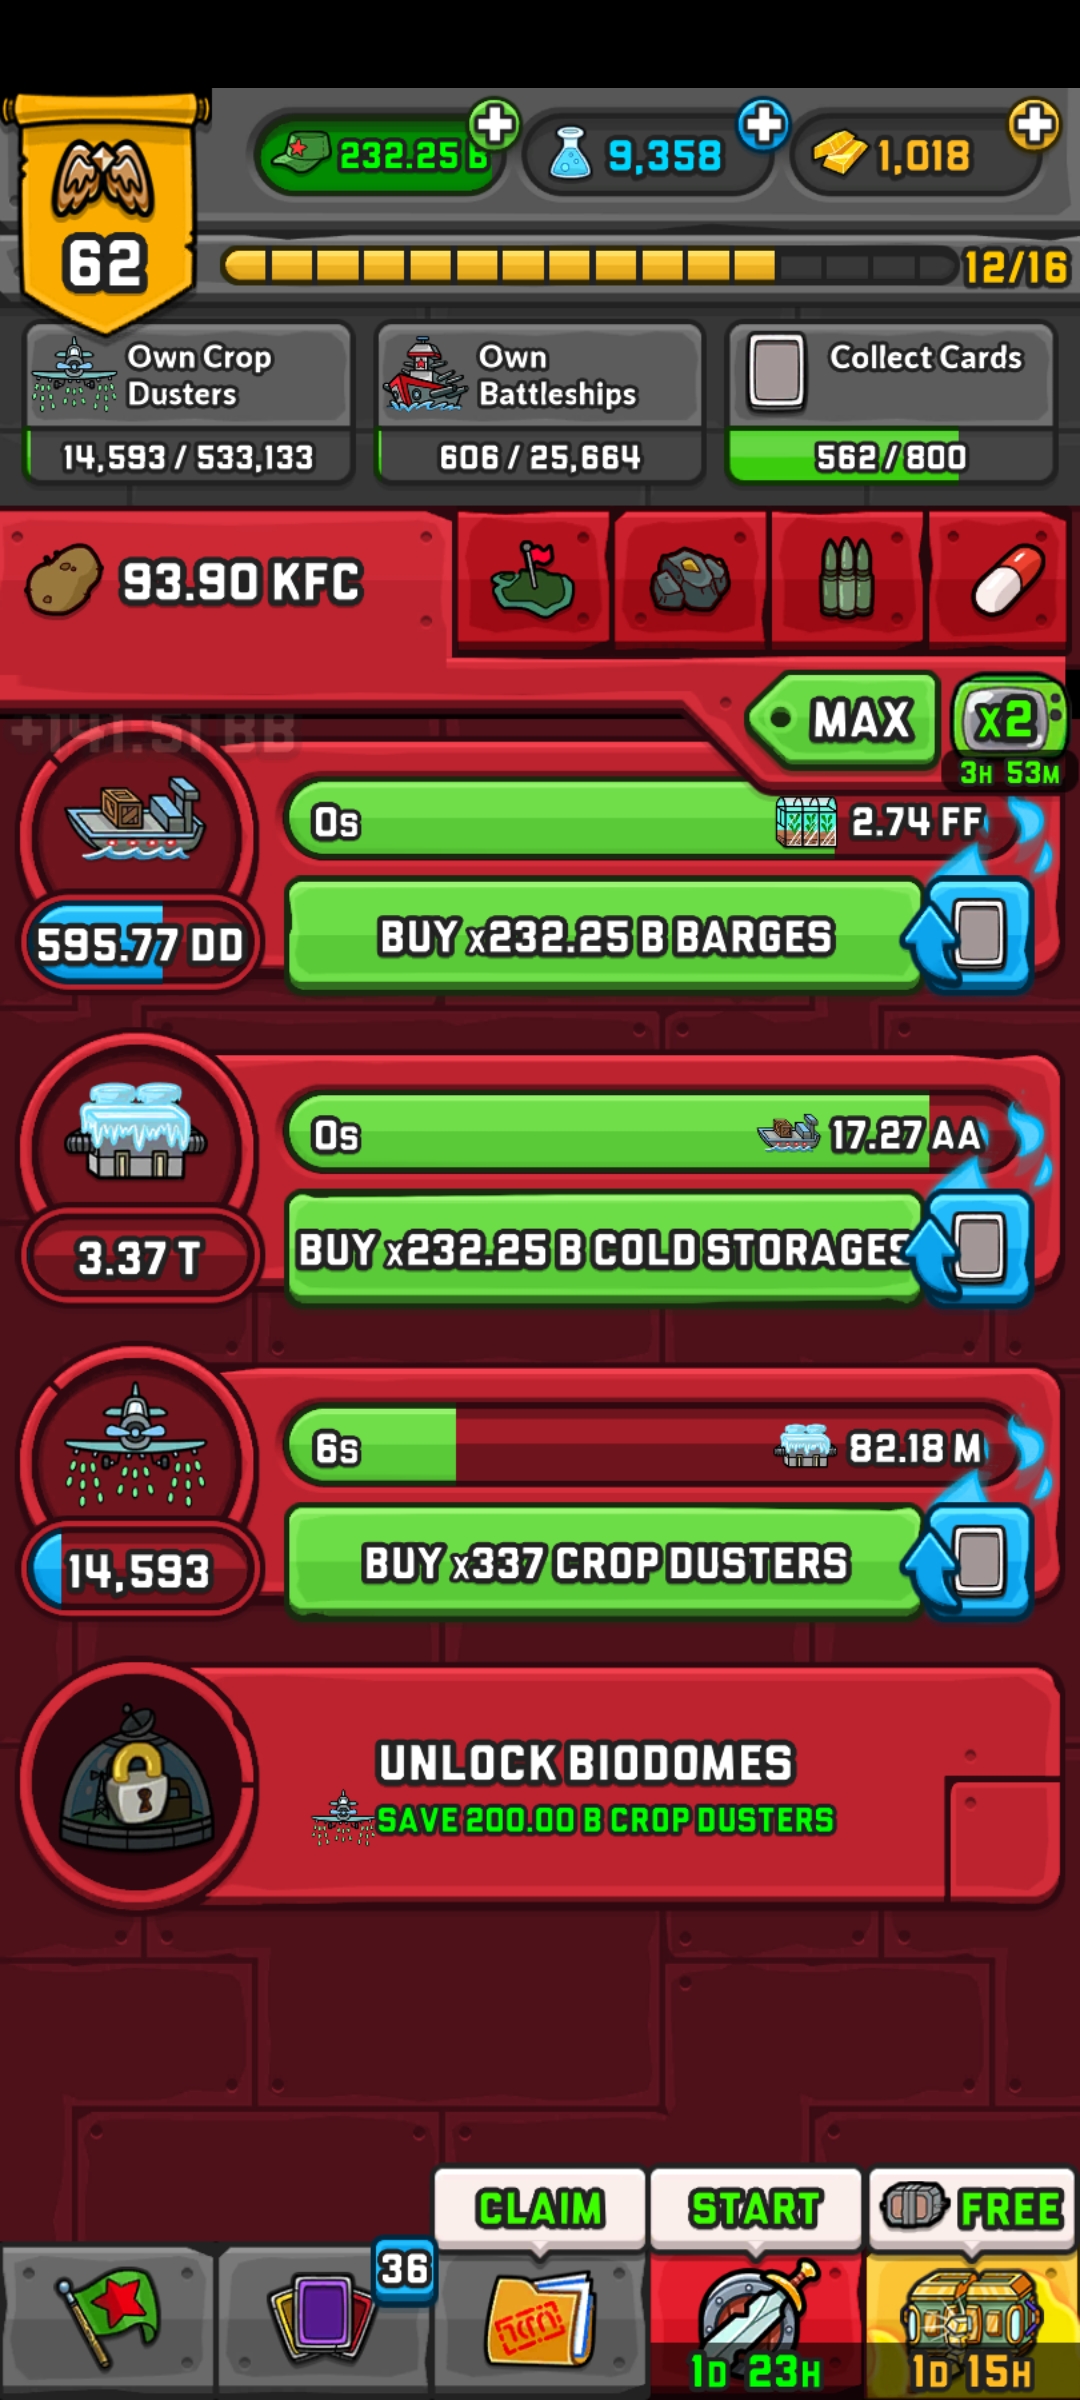 232.25 B
9,358
1,018
62
12/16
Own Crop
Dusters
14,593 / 533,133
Own
Battleships
606 / 25,664
Collect Cards
562 / 800
93.90 KFC
MAX
x2
3H 53M
+141.51 BB
0s
2.74 FF
595.77 DD
BUY x232.25 B BARGES
0s
17.27 AA
3.37 T
BUY x232.25 B COLD STORAGES
6s
82.18 M
14,593
BUY x337 CROP DUSTERS
UNLOCK BIODOMES
SAVE 200.00 B CROP DUSTERS
CLAIM
START
FREE
36
1D 23H
1D 15H